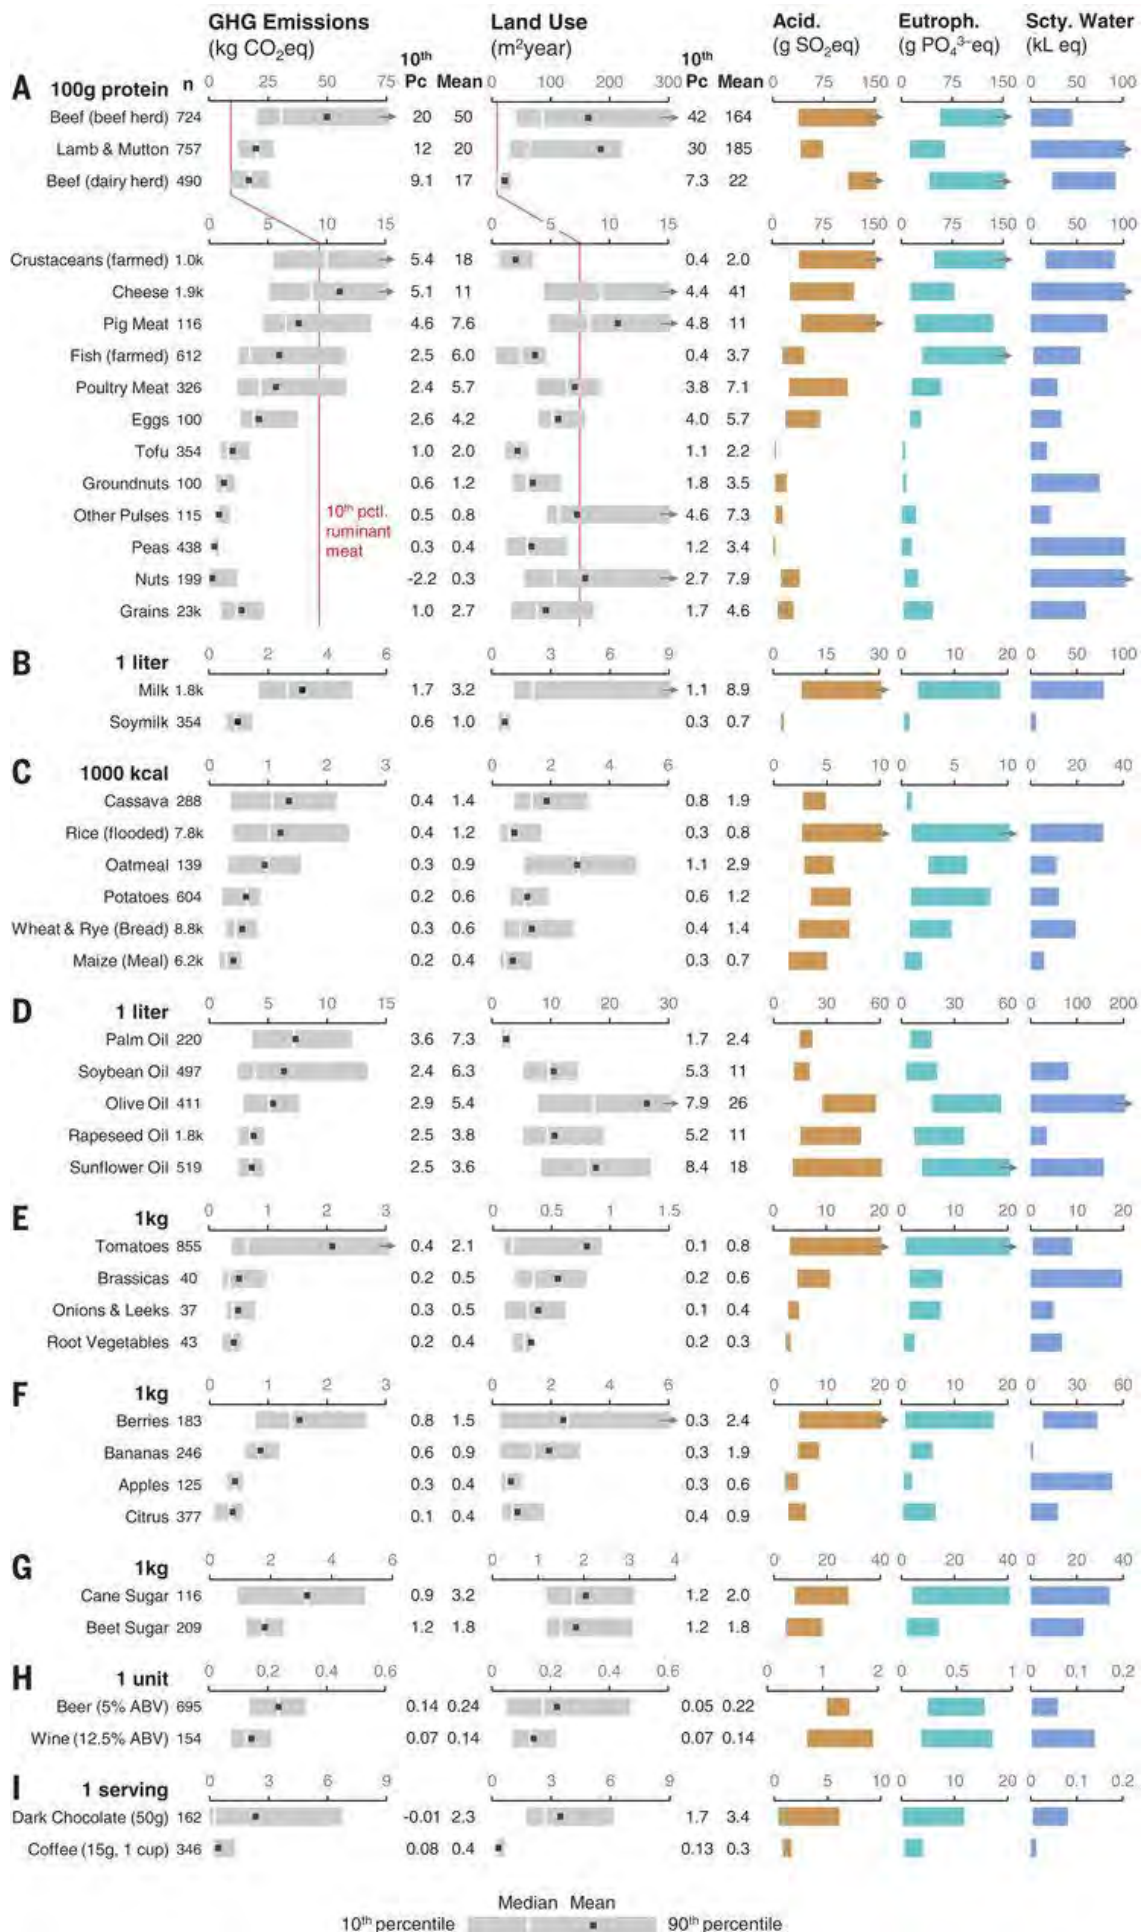 GHG Emissions Land Use Acid. Eutroph. Scty. Water
(kg CO₂eq) (m²year) (g SO₂eq) (g PO₄³⁻eq) (kL eq)
10th 10th
A 100g protein n 0 25 50 75 Pc Mean 0 100 200 300 Pc Mean 0 75 150 0 75 150 0 50 100
Beef (beef herd) 724 20 50 42 164
Lamb & Mutton 757 12 20 30 185
Beef (dairy herd) 490 9.1 17 7.3 22
0 5 10 15 0 5 10 15 0 75 150 0 75 150 0 50 100
Crustaceans (farmed) 1.0k 5.4 18 0.4 2.0
Cheese 1.9k 5.1 11 4.4 41
Pig Meat 116 4.6 7.6 4.8 11
Fish (farmed) 612 2.5 6.0 0.4 3.7
Poultry Meat 326 2.4 5.7 3.8 7.1
Eggs 100 2.6 4.2 4.0 5.7
Tofu 354 1.0 2.0 1.1 2.2
Groundnuts 100 0.6 1.2 1.8 3.5
10th pctl.
Other Pulses 115 ruminant 0.5 0.8 4.6 7.3
meat
Peas 438 0.3 0.4 1.2 3.4
Nuts 199 -2.2 0.3 2.7 7.9
Grains 23k 1.0 2.7 1.7 4.6
B 1 liter 0 2 4 6 0 3 6 9 0 15 30 0 10 20 0 50 100
Milk 1.8k 1.7 3.2 1.1 8.9
Soymilk 354 0.6 1.0 0.3 0.7
C 1000 kcal 0 1 2 3 0 2 4 6 0 5 10 0 10 20 0 20 40
Cassava 288 0.4 1.4 0.8 1.9
Rice (flooded) 7.8k 0.4 1.2 0.3 0.8
Oatmeal 139 0.3 0.9 1.1 2.9
Potatoes 604 0.2 0.6 0.6 1.2
Wheat & Rye (Bread) 8.8k 0.3 0.6 0.4 1.4
Maize (Meal) 6.2k 0.2 0.4 0.3 0.7
D 1 liter 0 5 10 15 0 10 20 30 0 30 60 0 30 60 0 100 200
Palm Oil 220 3.6 7.3 1.7 2.4
Soybean Oil 497 2.4 6.3 5.3 11
Olive Oil 411 2.9 5.4 7.9 26
Rapeseed Oil 1.8k 2.5 3.8 5.2 11
Sunflower Oil 519 2.5 3.6 8.4 18
E 1kg 0 1 2 3 0 0.5 1 1.5 0 10 20 0 10 20 0 10 20
Tomatoes 855 0.4 2.1 0.1 0.8
Brassicas 40 0.2 0.5 0.2 0.6
Onions & Leeks 37 0.3 0.5 0.1 0.4
Root Vegetables 43 0.2 0.4 0.2 0.3
F 1kg 0 1 2 3 0 2 4 6 0 10 20 0 10 20 0 30 60
Berries 183 0.8 1.5 0.3 2.4
Bananas 246 0.6 0.9 0.3 1.9
Apples 125 0.3 0.4 0.3 0.6
Citrus 377 0.1 0.4 0.4 0.9
G 1kg 0 2 4 6 0 1 2 3 4 0 20 40 0 20 40 0 20 40
Cane Sugar 116 0.9 3.2 1.2 2.0
Beet Sugar 209 1.2 1.8 1.2 1.8
H 1 unit 0 0.2 0.4 0.6 0 0.2 0.4 0.6 0 1 2 0 0.5 1 0 0.1 0.2
Beer (5% ABV) 695 0.14 0.24 0.05 0.22
Wine (12.5% ABV) 154 0.07 0.14 0.07 0.14
I 1 serving 0 3 6 9 0 3 6 9 0 5 10 0 10 20 0 0.1 0.2
Dark Chocolate (50g) 162 -0.01 2.3 1.7 3.4
Coffee (15g, 1 cup) 346 0.08 0.4 0.13 0.3
Median Mean
10th percentile 90th percentile